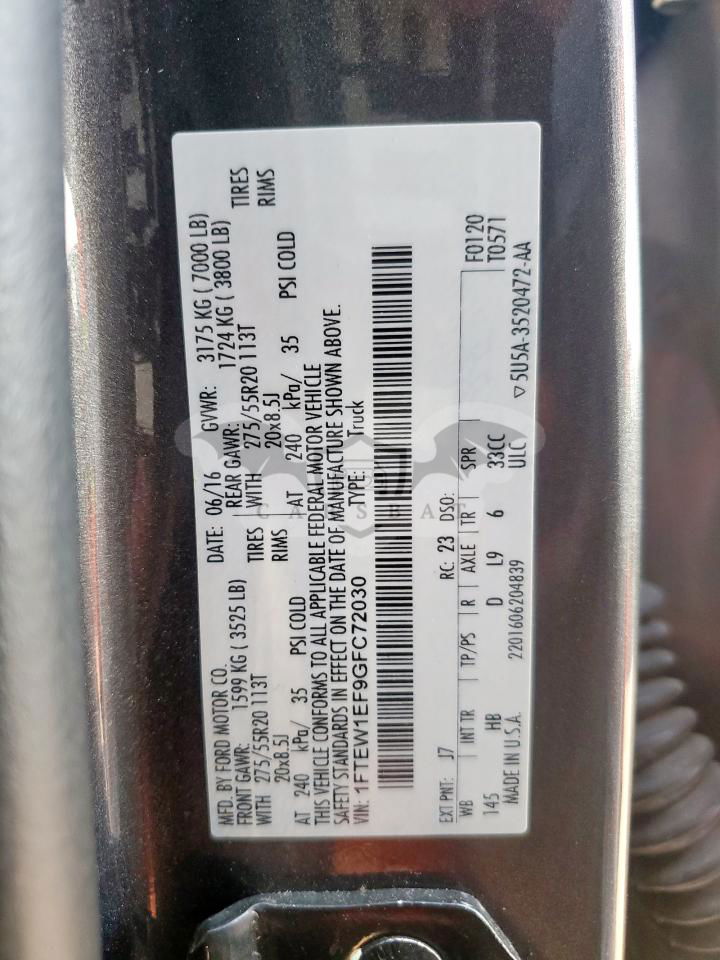 MFD. BY FORD MOTOR CO.
DATE: 06/16 GVWR: 3175 KG ( 7000 LB)
FRONT GAWR: 1599 KG ( 3525 LB)
REAR GAWR: 1724 KG ( 3800 LB)
WITH 275/55R20 113T TIRES
WITH 275/55R20 113T TIRES
20x8.5J RIMS
20x8.5J RIMS
AT 240 kPa/ 35 PSI COLD
AT 240 kPa/ 35 PSI COLD
THIS VEHICLE CONFORMS TO ALL APPLICABLE FEDERAL MOTOR VEHICLE
SAFETY STANDARDS IN EFFECT ON THE DATE OF MANUFACTURE SHOWN ABOVE.
VIN: 1FTEW1EF9GFC72030 TYPE: Truck
EXT PNT: J7 RC: 23 DSO: F0120
WB INT TR TP/PS R AXLE TR SPR T0571
145 HB D L9 6 33CC
MADE IN U.S.A. 2201606204839 ULC ▽5U5A-3520472-AA
CARSBAT